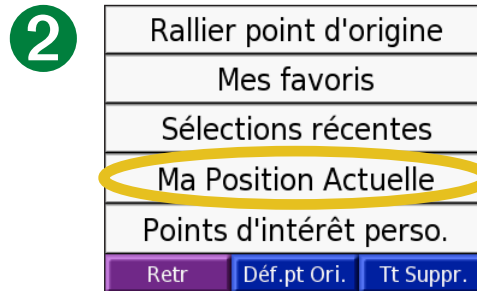 2
Rallier point d'origine
Mes favoris
Sélections récentes
Ma Position Actuelle
Points d'intérêt perso.
Retr Déf.pt Ori. Tt Suppr.